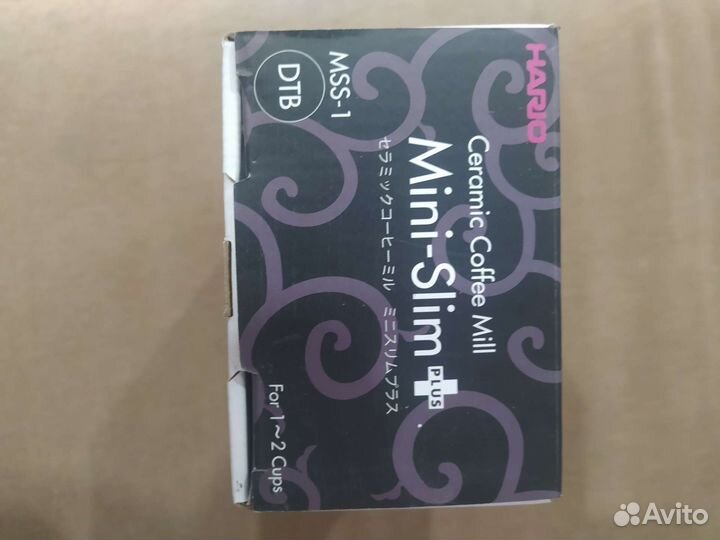 HARIO
Ceramic Coffee Mill
Mini-Slim PLUS
セラミックコーヒーミル ミニスリムプラス
MSS-1
DTB
For 1~2 Cups
Avito